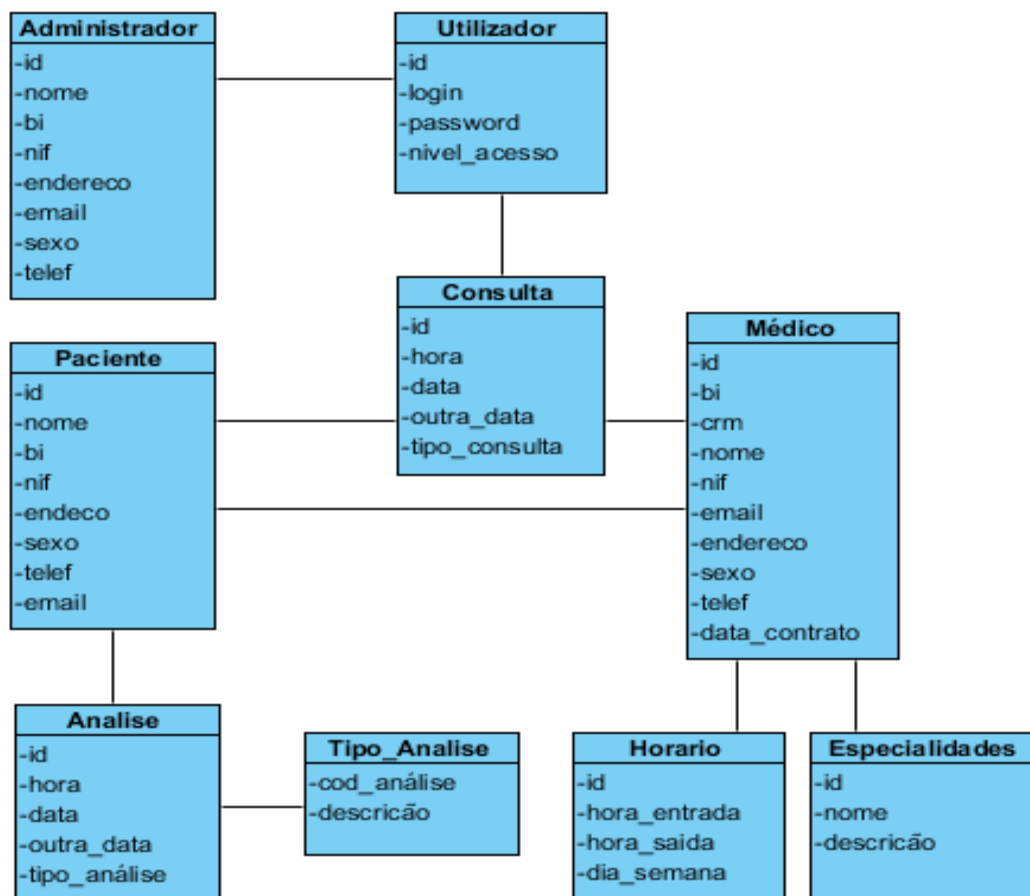 Administrador
-id
-nome
-bi
-nif
-endereco
-email
-sexo
-telef
Utilizador
-id
-login
-password
-nivel_acesso
Consulta
-id
-hora
-data
-outra_data
-tipo_consulta
Médico
-id
-bi
-crm
-nome
-nif
-email
-endereco
-sexo
-telef
-data_contrato
Paciente
-id
-nome
-bi
-nif
-endeco
-sexo
-telef
-email
Analise
-id
-hora
-data
-outra_data
-tipo_análise
Tipo_Analise
-cod_análise
-descricão
Horario
-id
-hora_entrada
-hora_saida
-dia_semana
Especialidades
-id
-nome
-descricão